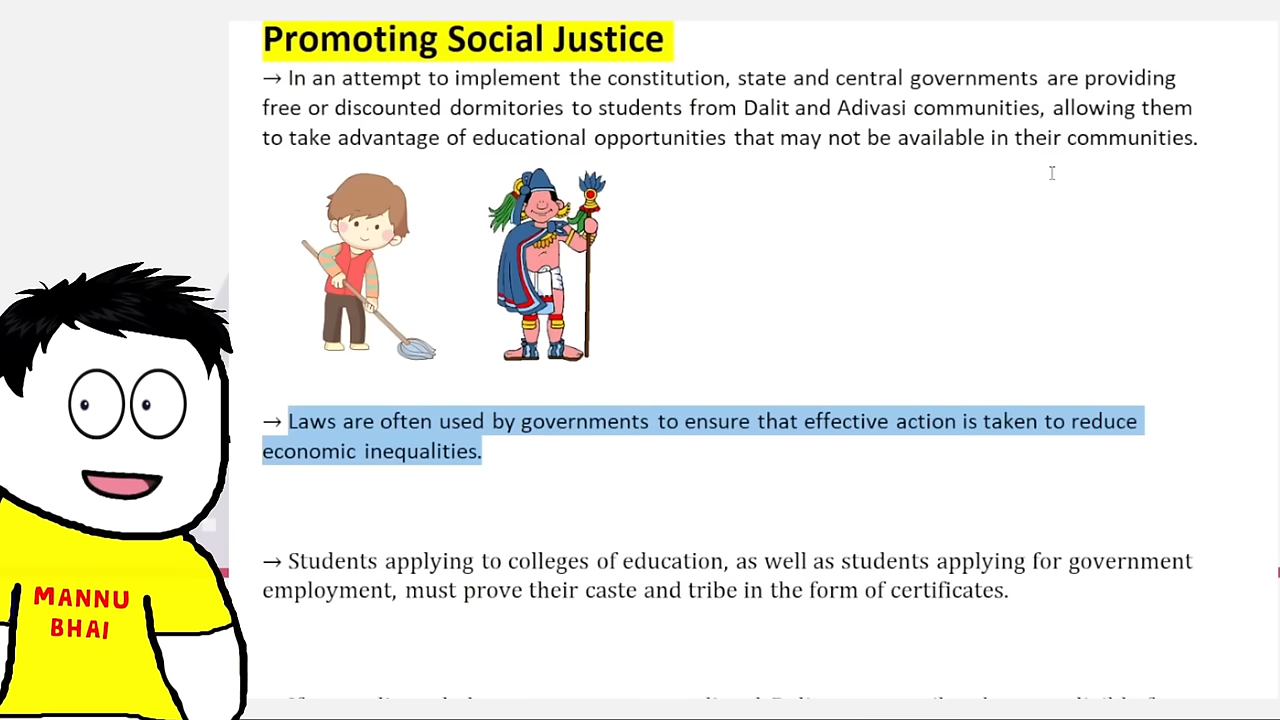 Promoting Social Justice
→ In an attempt to implement the constitution, state and central governments are providing
free or discounted dormitories to students from Dalit and Adivasi communities, allowing them
to take advantage of educational opportunities that may not be available in their communities.
→ Laws are often used by governments to ensure that effective action is taken to reduce
economic inequalities.
→ Students applying to colleges of education, as well as students applying for government
employment, must prove their caste and tribe in the form of certificates.
MANNU
BHAI